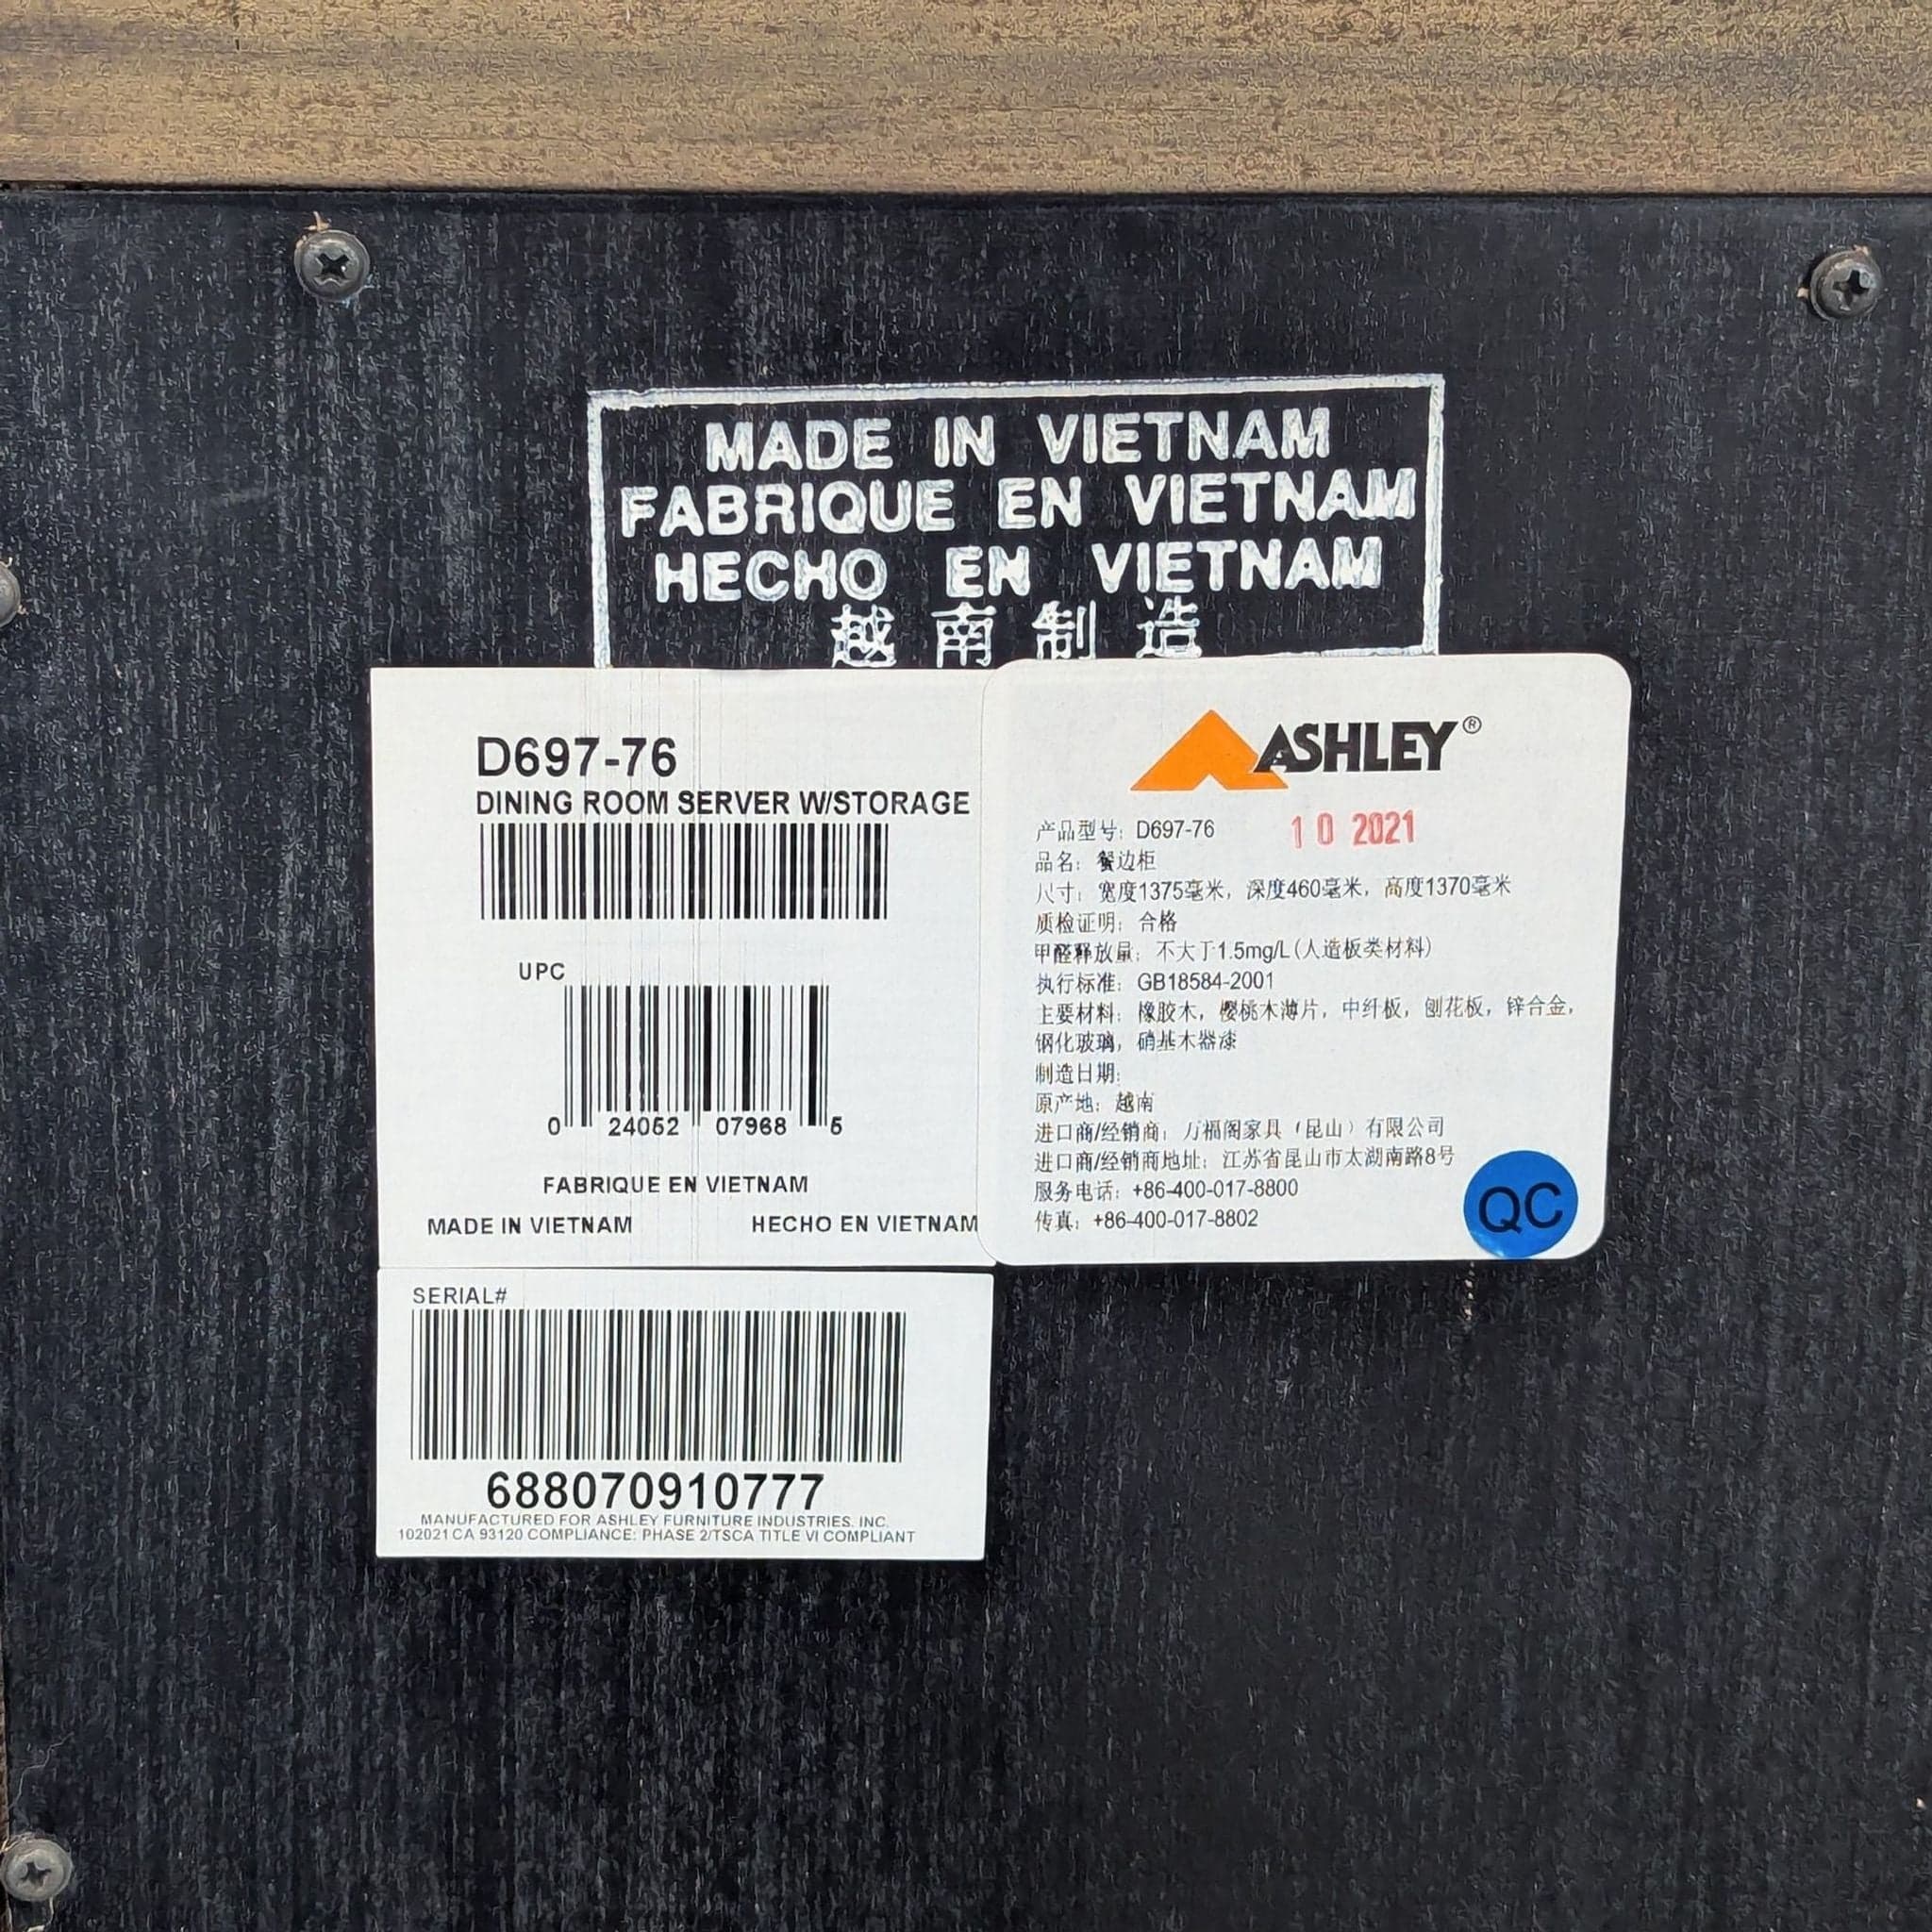 MADE IN VIETNAM
FABRIQUE EN VIETNAM
HECHO EN VIETNAM
越南制造
D697-76
DINING ROOM SERVER W/STORAGE
UPC
0 24052 07968 5
FABRIQUE EN VIETNAM
MADE IN VIETNAM HECHO EN VIETNAM
SERIAL#
688070910777
MANUFACTURED FOR ASHLEY FURNITURE INDUSTRIES. INC.
102021 CA 93120 COMPLIANCE: PHASE 2/TSCA TITLE VI COMPLIANT
ASHLEY®
10 2021
产品型号: D697-76
品名: 餐边柜
尺寸: 宽度1375毫米, 深度460毫米, 高度1370毫米
质检证明: 合格
甲醛释放量: 不大于1.5mg/L(人造板类材料)
执行标准: GB18584-2001
主要材料: 橡胶木, 樱桃木薄片, 中纤板, 刨花板, 锌合金,
钢化玻璃, 硝基木器漆
制造日期:
原产地: 越南
进口商/经销商: 万福阁家具(昆山)有限公司
进口商/经销商地址: 江苏省昆山市太湖南路8号
服务电话: +86-400-017-8800
传真: +86-400-017-8802
QC